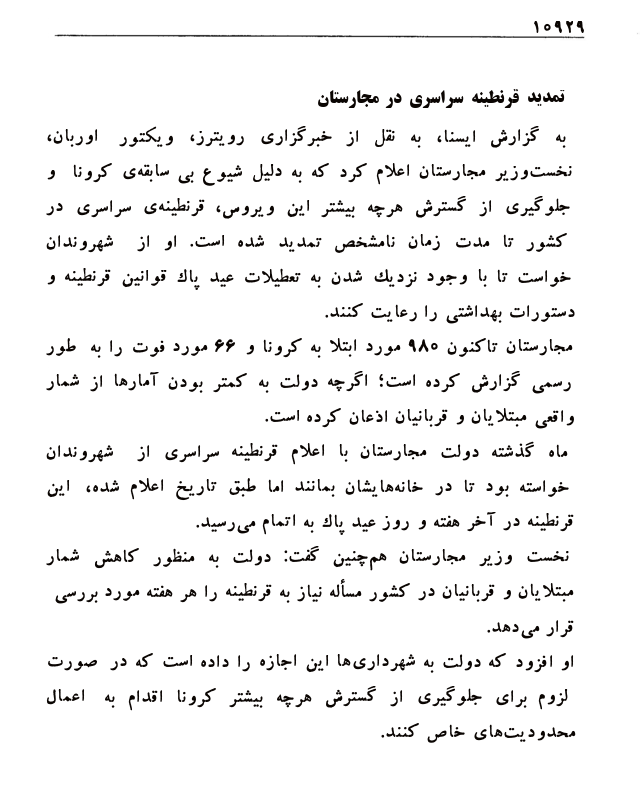 ۱۰۹۲۹
تمدید قرنطینه سراسری در مجارستان
به گزارش ایسنا، به نقل از خبرگزاری رویترز، ویکتور اوربان،
نخست‌وزیر مجارستان اعلام کرد که به دلیل شیوع بی سابقه‌ی کرونا و
جلوگیری از گسترش هرچه بیشتر این ویروس، قرنطینه‌ی سراسری در
کشور تا مدت زمان نامشخص تمدید شده است. او از شهروندان
خواست تا با وجود نزدیك شدن به تعطیلات عید پاك قوانین قرنطینه و
دستورات بهداشتی را رعایت کنند.
مجارستان تاکنون ۹۸۰ مورد ابتلا به کرونا و ۶۶ مورد فوت را به طور
رسمی گزارش کرده است؛ اگرچه دولت به کمتر بودن آمارها از شمار
واقعی مبتلایان و قربانیان اذعان کرده است.
ماه گذشته دولت مجارستان با اعلام قرنطینه سراسری از شهروندان
خواسته بود تا در خانه‌هایشان بمانند اما طبق تاریخ اعلام شده، این
قرنطینه در آخر هفته و روز عید پاك به اتمام می‌رسید.
نخست وزیر مجارستان هم‌چنین گفت: دولت به منظور کاهش شمار
مبتلایان و قربانیان در کشور مسأله نیاز به قرنطینه را هر هفته مورد بررسی
قرار می‌دهد.
او افزود که دولت به شهرداری‌ها این اجازه را داده است که در صورت
لزوم برای جلوگیری از گسترش هرچه بیشتر کرونا اقدام به اعمال
محدودیت‌های خاص کنند.